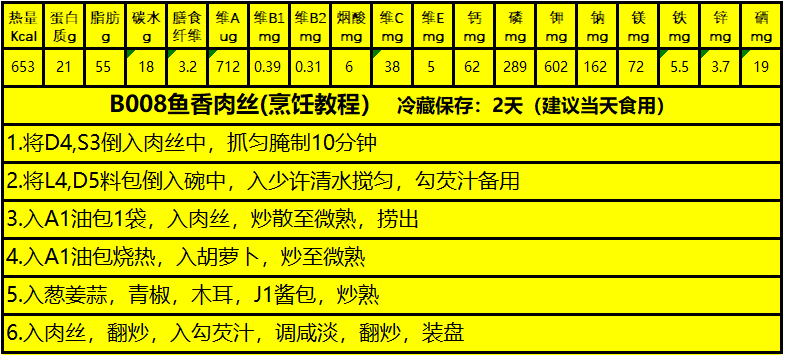 热量 蛋白 脂肪 碳水 膳食 维A 维B1 维B2 烟酸 维C 维E 钙 磷 钾 钠 镁 铁 锌 硒
Kcal 质g g g 纤维 ug mg mg mg mg mg mg mg mg mg mg mg mg mg
653 21 55 18 3.2 712 0.39 0.31 6 38 5 62 289 602 162 72 5.5 3.7 19
B008鱼香肉丝(烹饪教程） 冷藏保存：2天（建议当天食用）
1.将D4,S3倒入肉丝中，抓匀腌制10分钟
2.将L4,D5料包倒入碗中，入少许清水搅匀，勾芡汁备用
3.入A1油包1袋，入肉丝，炒散至微熟，捞出
4.入A1油包烧热，入胡萝卜，炒至微熟
5.入葱姜蒜，青椒，木耳，J1酱包，炒熟
6.入肉丝，翻炒，入勾芡汁，调咸淡，翻炒，装盘